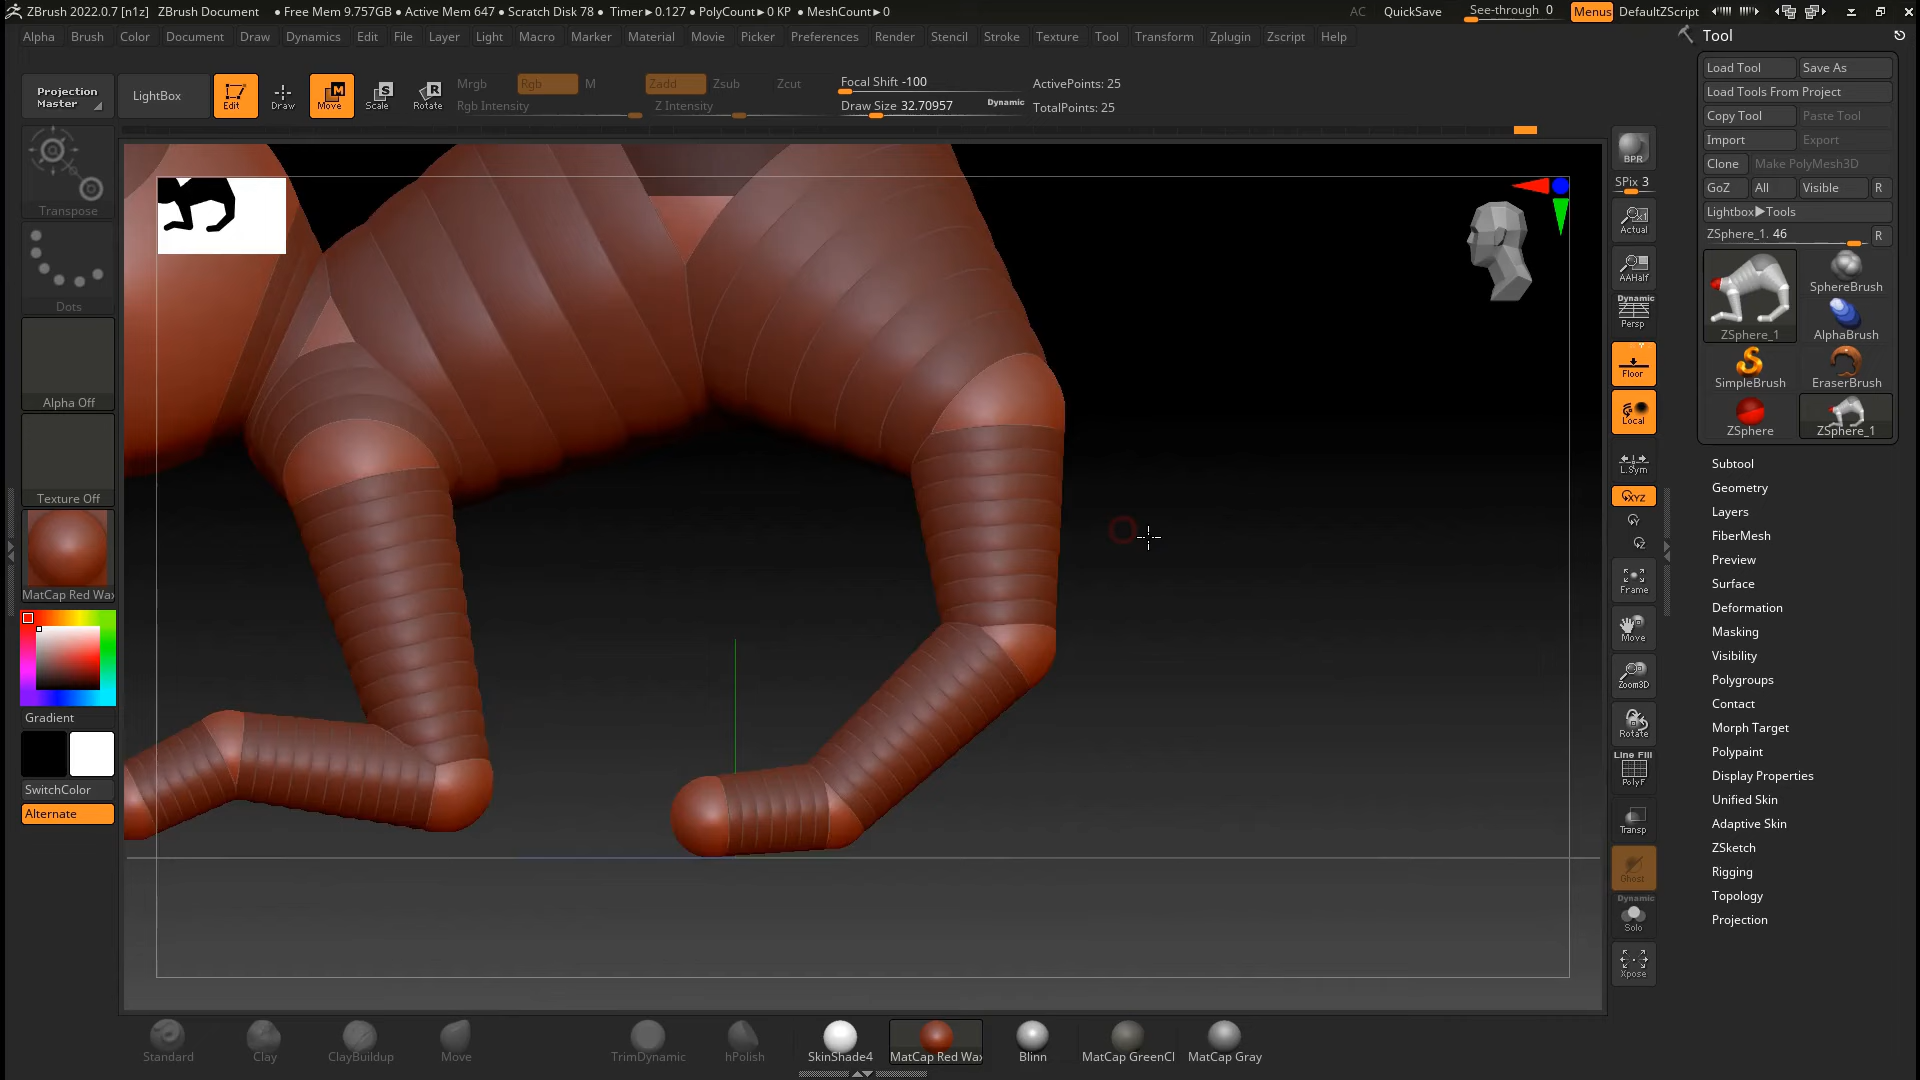 ZBrush 2022.0.7 [n1z] ZBrush Document ● Free Mem 9.757GB ● Active Mem 647 ● Scratch Disk 78 ● Timer►0.127 ● PolyCount►0 KP ● MeshCount►0 AC QuickSave See-through 0 Menus DefaultZScript
Alpha Brush Color Document Draw Dynamics Edit File Layer Light Macro Marker Material Movie Picker Preferences Render Stencil Stroke Texture Tool Transform Zplugin Zscript Help
Projection
Master
LightBox
Edit
Draw
Move
Scale
Rotate
Mrgb
Rgb
M
Zadd
Zsub
Zcut
Rgb Intensity
Z Intensity
Focal Shift -100
Draw Size 32.70957
Dynamic
ActivePoints: 25
TotalPoints: 25
Transpose
Dots
Alpha Off
Texture Off
MatCap Red Wax
Gradient
SwitchColor
Alternate
BPR
SPix 3
Actual
AAHalf
Dynamic
Persp
Floor
Local
L.Sym
XYZ
Y
Z
Frame
Move
Zoom3D
Rotate
Line Fill
PolyF
Transp
Ghost
Dynamic
Solo
Xpose
Tool
Load Tool Save As
Load Tools From Project
Copy Tool Paste Tool
Import Export
Clone Make PolyMesh3D
GoZ All Visible R
Lightbox►Tools
ZSphere_1. 46 R
ZSphere_1
SphereBrush
AlphaBrush
SimpleBrush
EraserBrush
ZSphere
ZSphere_1
Subtool
Geometry
Layers
FiberMesh
Preview
Surface
Deformation
Masking
Visibility
Polygroups
Contact
Morph Target
Polypaint
Display Properties
Unified Skin
Adaptive Skin
ZSketch
Rigging
Topology
Projection
Standard Clay ClayBuildup Move TrimDynamic hPolish SkinShade4 MatCap Red Wax Blinn MatCap GreenCl MatCap Gray